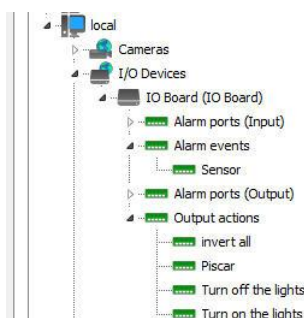 local
Cameras
I/O Devices
IO Board (IO Board)
Alarm ports (Input)
Alarm events
Sensor
Alarm ports (Output)
Output actions
invert all
Piscar
Turn off the lights
Turn on the lights